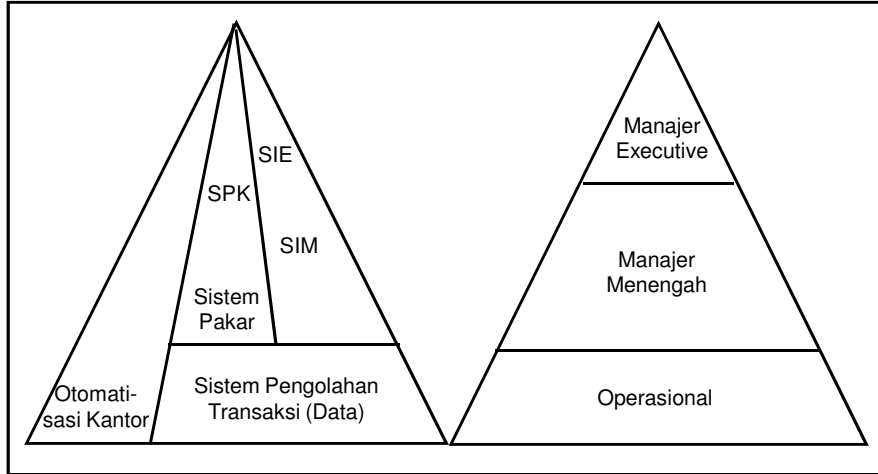 SIE
SPK
SIM
Sistem
Pakar
Otomati-
sasi Kantor
Sistem Pengolahan
Transaksi (Data)
Manajer
Executive
Manajer
Menengah
Operasional